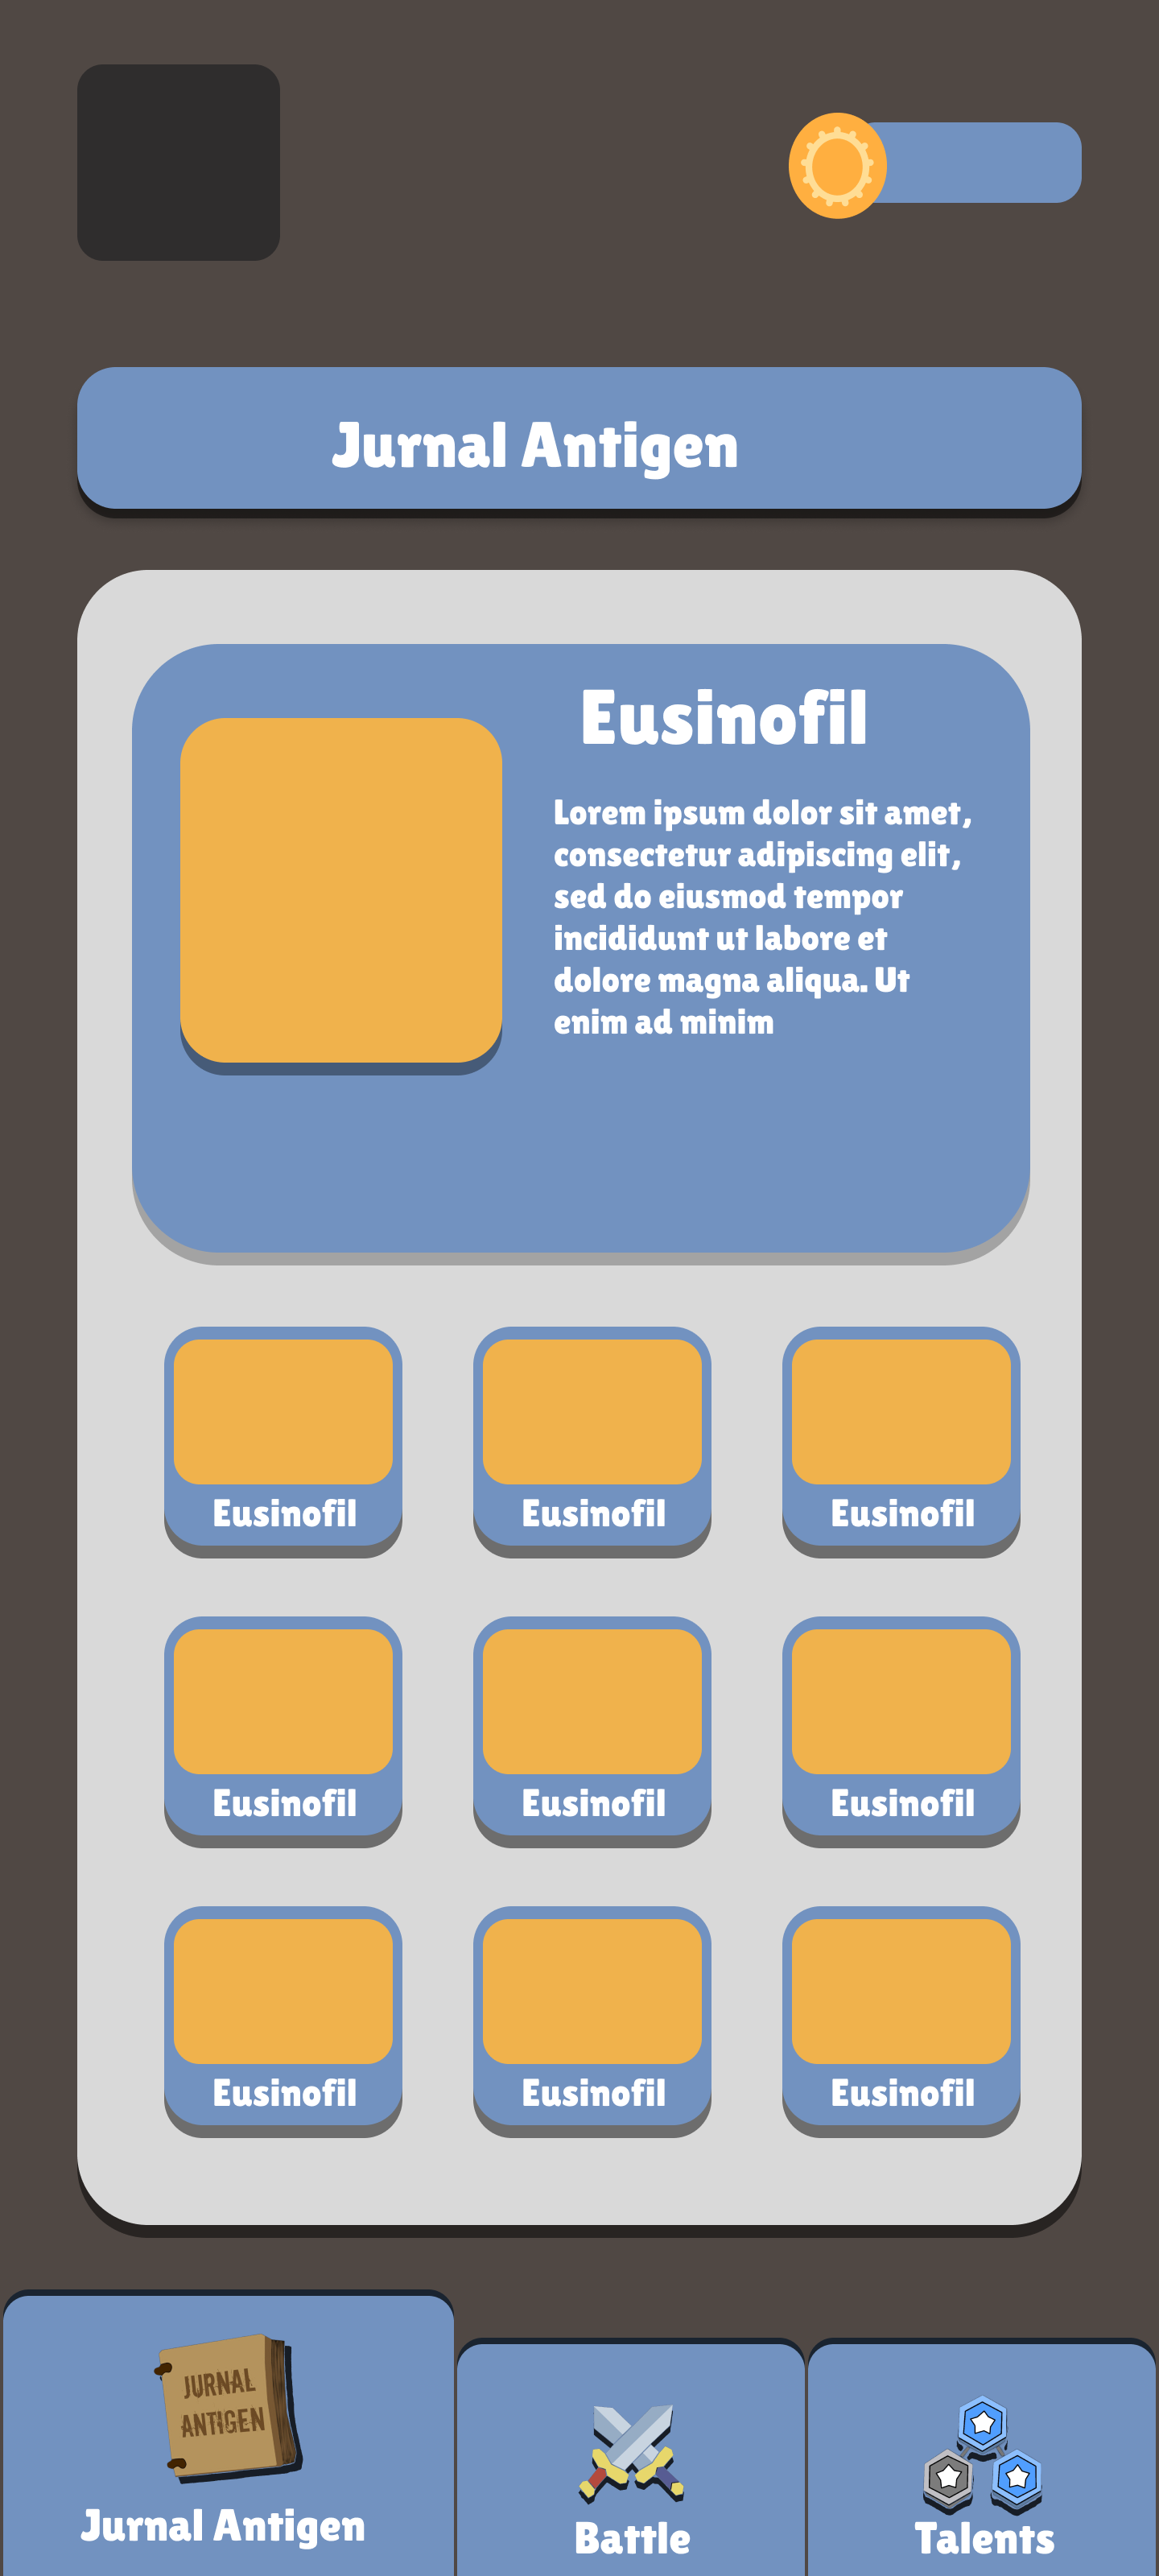 Jurnal Antigen
Eusinofil
Lorem ipsum dolor sit amet,
consectetur adipiscing elit,
sed do eiusmod tempor
incididunt ut labore et
dolore magna aliqua. Ut
enim ad minim
Eusinofil
Eusinofil
Eusinofil
Eusinofil
Eusinofil
Eusinofil
Eusinofil
Eusinofil
Eusinofil
JURNAL
ANTIGEN
Jurnal Antigen
Battle
Talents